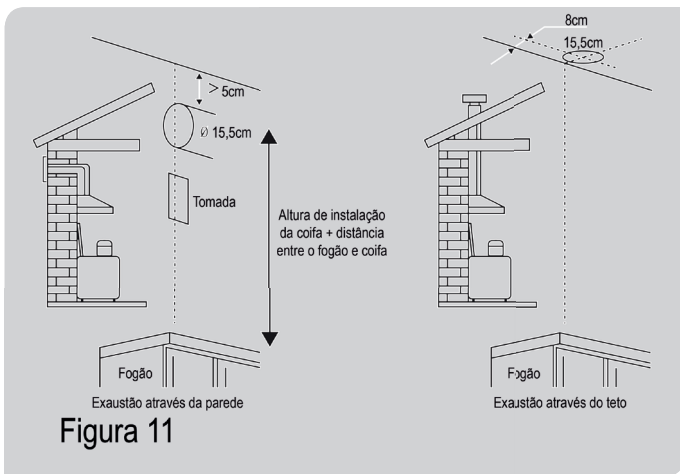 > 5cm
Ø 15,5cm
Tomada
Altura de instalação
da coifa + distância
entre o fogão e coifa
Fogão
Exaustão através da parede
8cm
15,5cm
Fogão
Exaustão através do teto
Figura 11